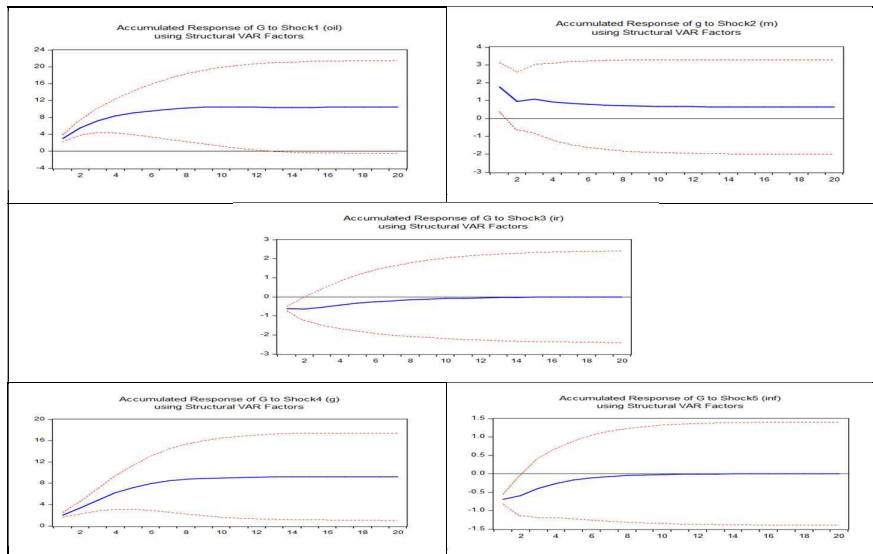 Accumulated Response of G to Shock1 (oil)
using Structural VAR Factors
24
20
16
12
8
4
0
-4
2 4 6 8 10 12 14 16 18 20
Accumulated Response of g to Shock2 (m)
using Structural VAR Factors
4
3
2
1
0
-1
-2
-3
2 4 6 8 10 12 14 16 18 20
Accumulated Response of G to Shock3 (ir)
using Structural VAR Factors
3
2
1
0
-1
-2
-3
2 4 6 8 10 12 14 16 18 20
Accumulated Response of G to Shock4 (g)
using Structural VAR Factors
20
16
12
8
4
0
2 4 6 8 10 12 14 16 18 20
Accumulated Response of G to Shock5 (inf)
using Structural VAR Factors
1.5
1.0
0.5
0.0
-0.5
-1.0
-1.5
2 4 6 8 10 12 14 16 18 20